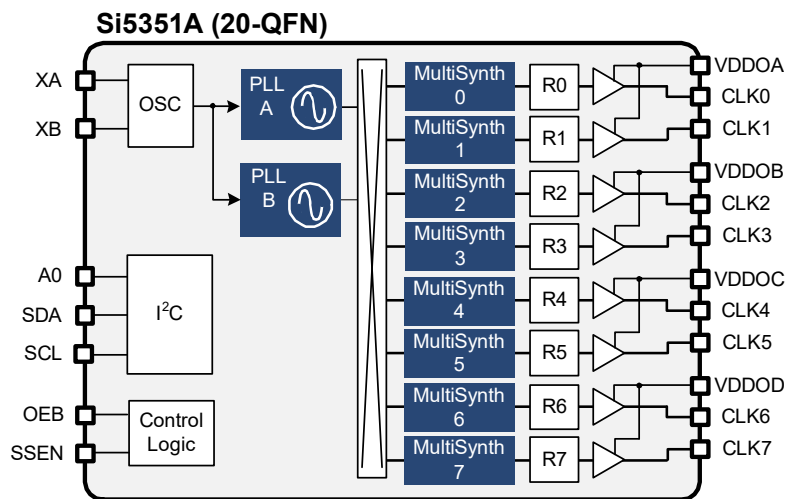 Si5351A (20-QFN)
XA
XB
OSC
PLL
A
PLL
B
A0
SDA
SCL
I²C
OEB
SSEN
Control
Logic
MultiSynth
0
R0
MultiSynth
1
R1
MultiSynth
2
R2
MultiSynth
3
R3
MultiSynth
4
R4
MultiSynth
5
R5
MultiSynth
6
R6
MultiSynth
7
R7
VDDOA
CLK0
CLK1
VDDOB
CLK2
CLK3
VDDOC
CLK4
CLK5
VDDOD
CLK6
CLK7